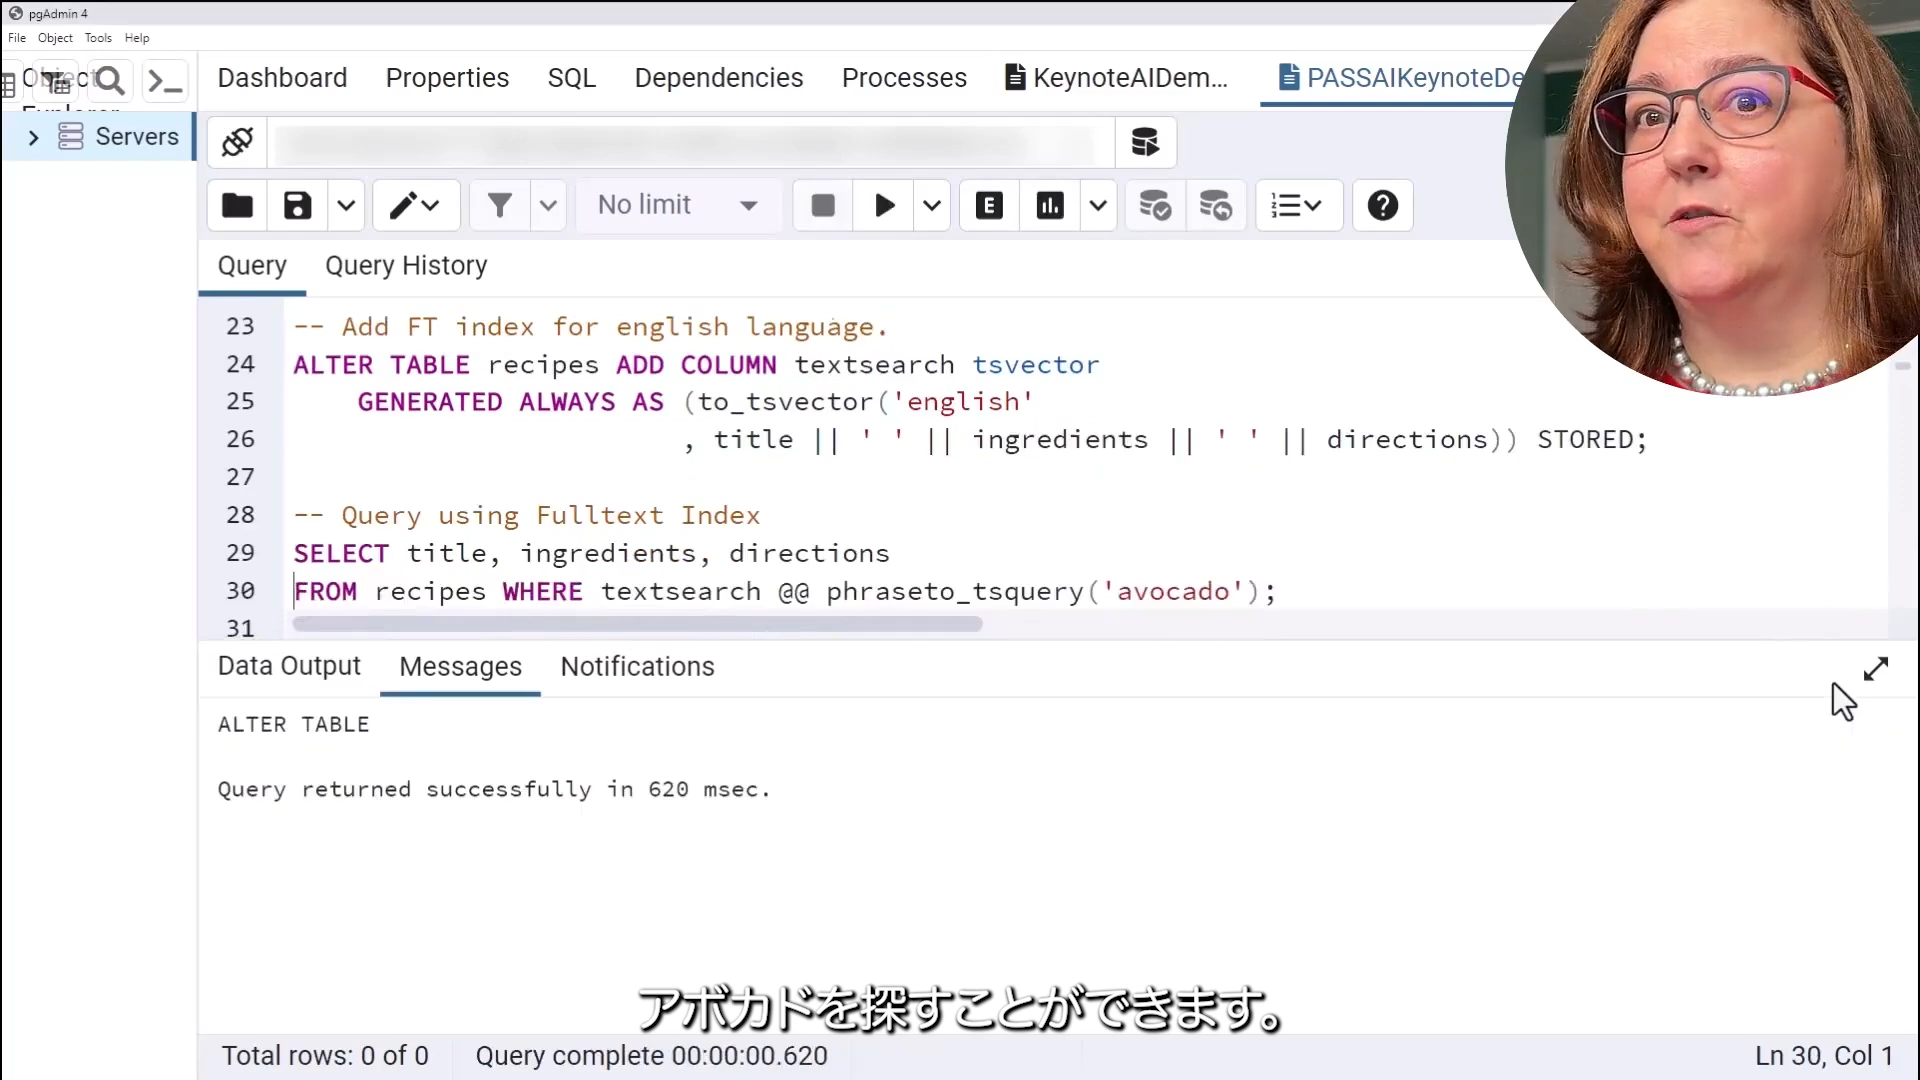 pgAdmin 4
File Object Tools Help
Dashboard Properties SQL Dependencies Processes KeynoteAIDem... PASSAIKeynoteDe
Servers
No limit
Query Query History
23 -- Add FT index for english language.
24 ALTER TABLE recipes ADD COLUMN textsearch tsvector
25 GENERATED ALWAYS AS (to_tsvector('english'
26 , title || ' ' || ingredients || ' ' || directions)) STORED;
27
28 -- Query using Fulltext Index
29 SELECT title, ingredients, directions
30 FROM recipes WHERE textsearch @@ phraseto_tsquery('avocado');
31
Data Output Messages Notifications
ALTER TABLE
Query returned successfully in 620 msec.
アボカドを探すことができます。
Total rows: 0 of 0 Query complete 00:00:00.620 Ln 30, Col 1